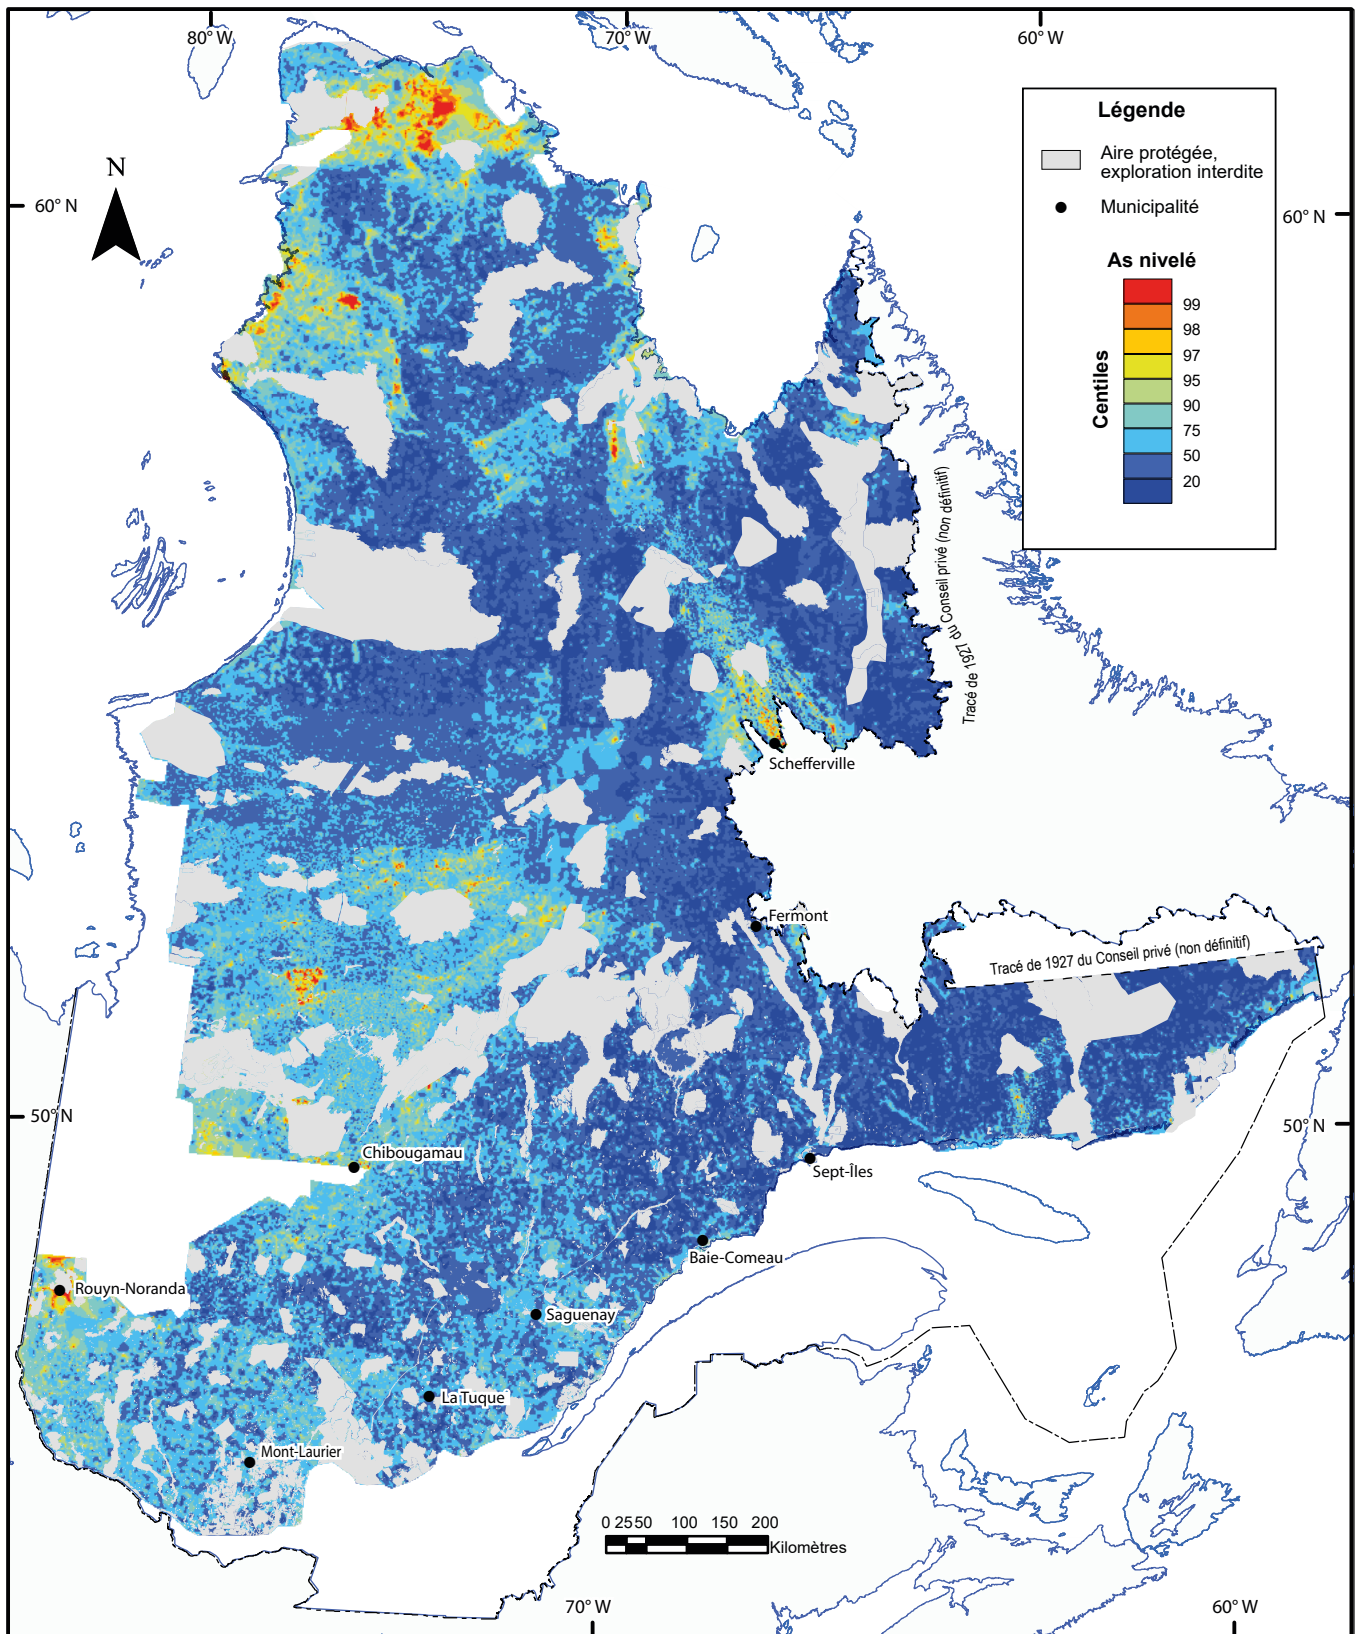 80° W
70° W
60° W
Légende
Aire protégée,
exploration interdite
Municipalité
As nivelé
Centiles
99
98
97
95
90
75
50
20
N
60° N
60° N
Tracé de 1927 du Conseil privé (non définitif)
Schefferville
Fermont
Tracé de 1927 du Conseil privé (non définitif)
50° N
50° N
Chibougamau
Sept-Îles
Baie-Comeau
Rouyn-Noranda
Saguenay
La Tuque
Mont-Laurier
0 25 50 100 150 200
Kilomètres
70° W
60° W